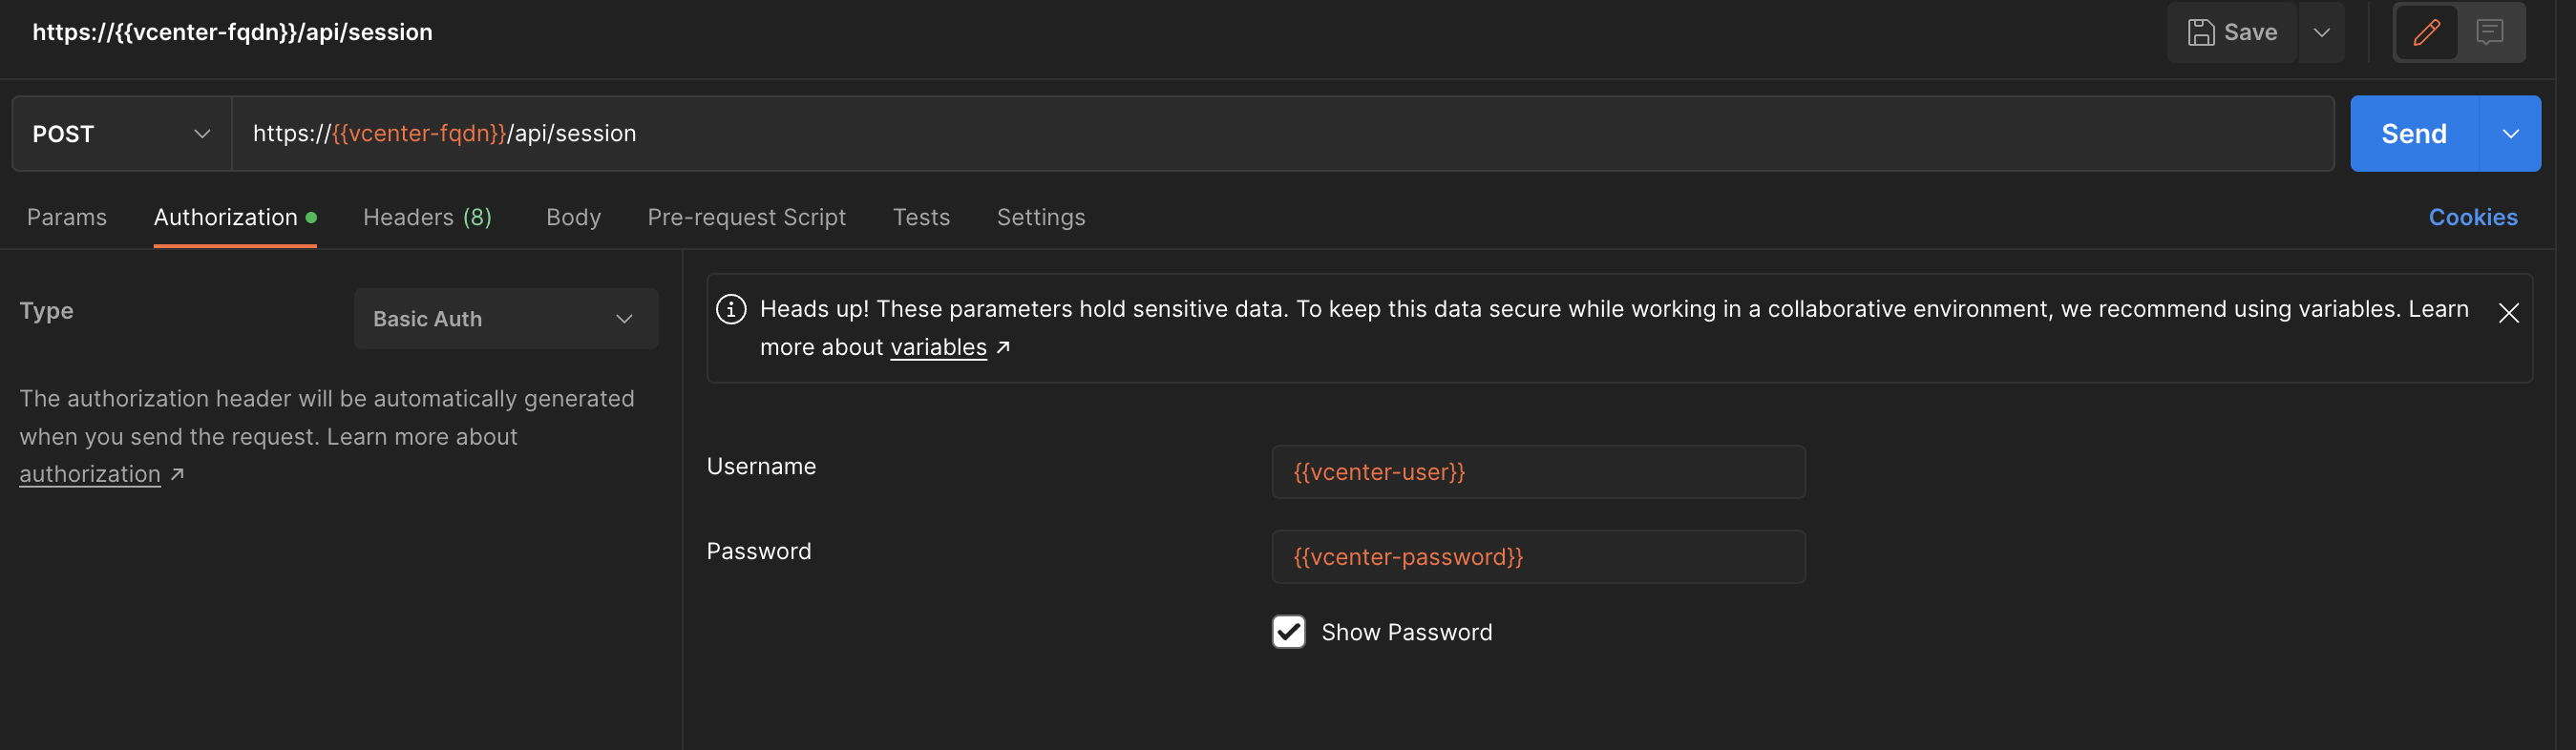 https://{{vcenter-fqdn}}/api/session
Save
POST
https://{{vcenter-fqdn}}/api/session
Send
Params
Authorization
Headers (8)
Body
Pre-request Script
Tests
Settings
Cookies
Type
Basic Auth
The authorization header will be automatically generated
when you send the request. Learn more about
authorization ↗
Heads up! These parameters hold sensitive data. To keep this data secure while working in a collaborative environment, we recommend using variables. Learn
more about variables ↗
Username
{{vcenter-user}}
Password
{{vcenter-password}}
Show Password